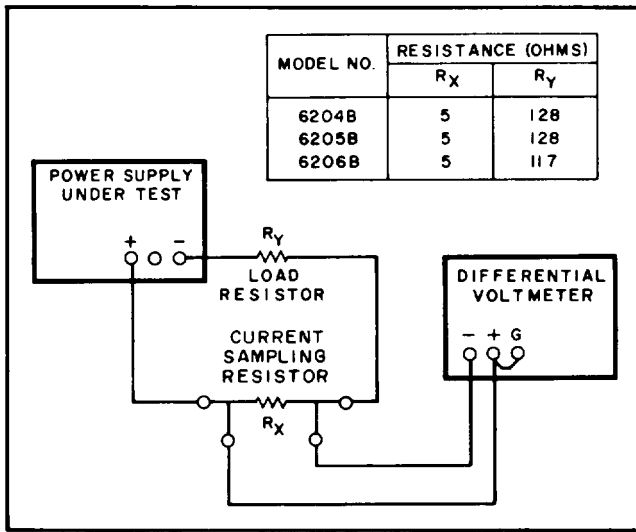 MODEL NO. RESISTANCE (OHMS)
RX RY
6204B 5 128
6205B 5 128
6206B 5 117
POWER SUPPLY
UNDER TEST
+ -
RY
LOAD
RESISTOR
DIFFERENTIAL
VOLTMETER
- + G
CURRENT
SAMPLING
RESISTOR
RX